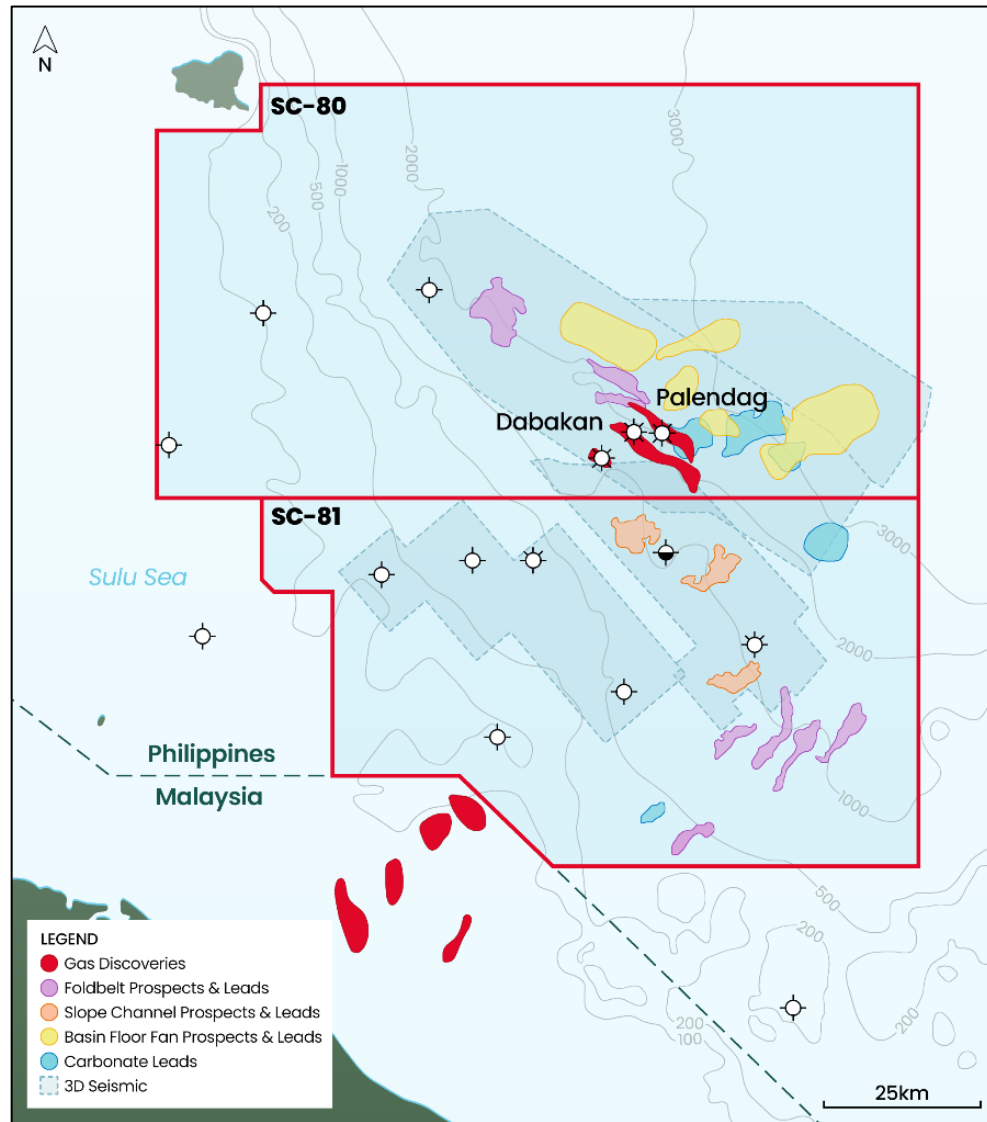 N
SC-80
3000
2000
1000
500
200
Palendag
Dabakan
SC-81
3000
Sulu Sea
2000
Philippines
Malaysia
1000
500
200
200
200
100
LEGEND
Gas Discoveries
Foldbelt Prospects & Leads
Slope Channel Prospects & Leads
Basin Floor Fan Prospects & Leads
Carbonate Leads
3D Seismic
25km